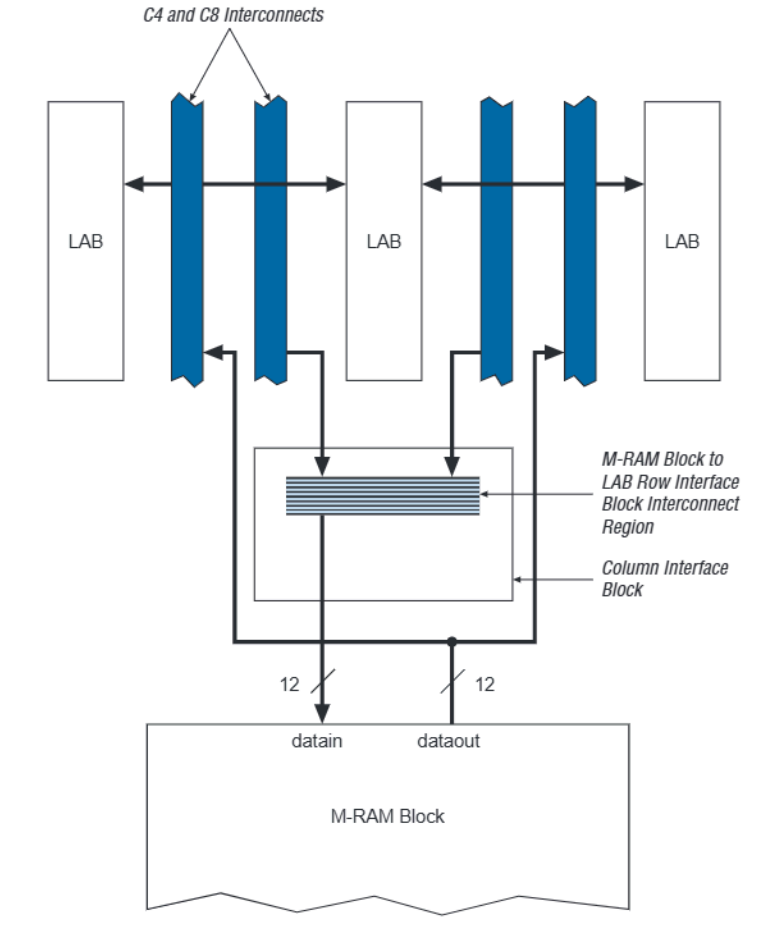 C4 and C8 Interconnects
LAB
LAB
LAB
M-RAM Block to
LAB Row Interface
Block Interconnect
Region
Column Interface
Block
12
12
datain
dataout
M-RAM Block